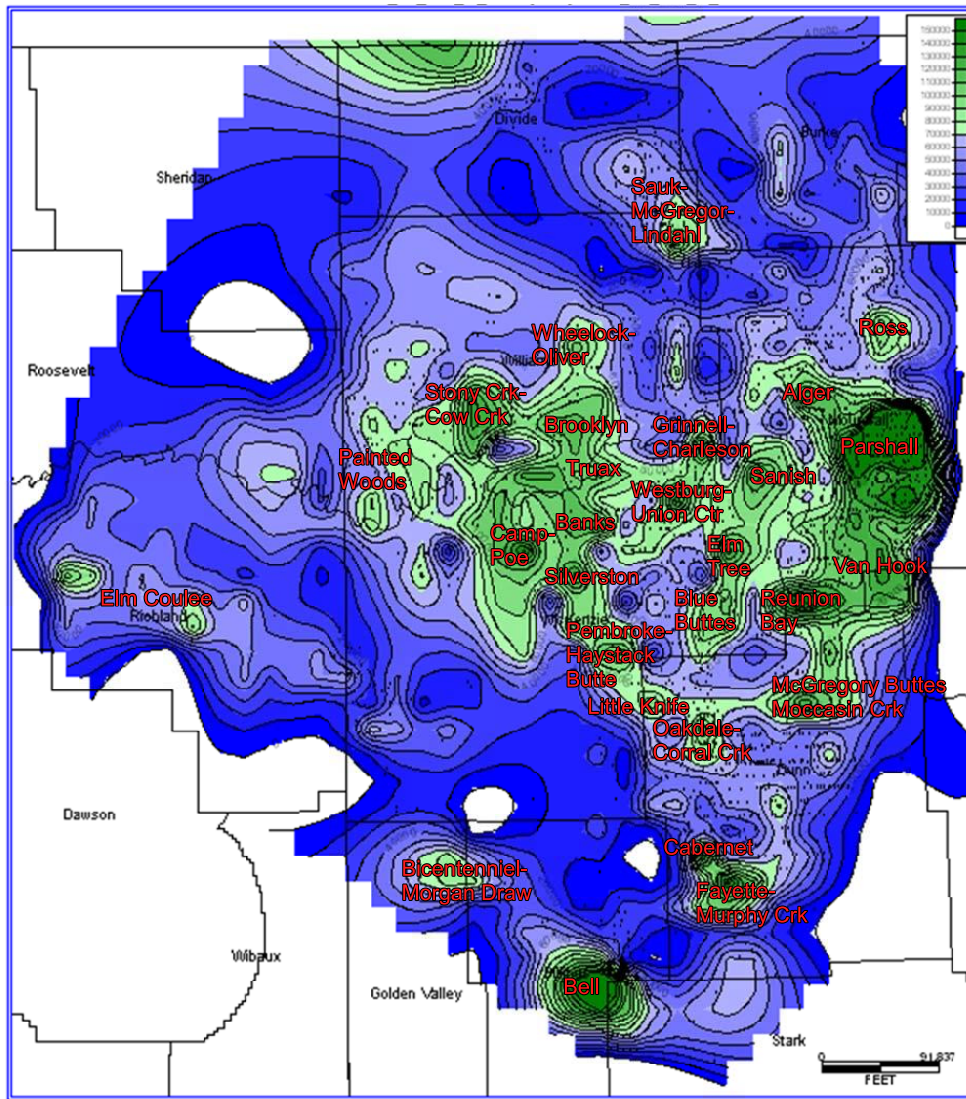 150000
140000
130000
120000
110000
100000
90000
80000
70000
60000
50000
40000
30000
20000
10000
0
Divide
Burke
Sheridan
Sauk-
McGregor-
Lindahl
Ross
Wheelock-
Oliver
Roosevelt
Stony Crk-
Cow Crk
Alger
Brooklyn
Grinnell-
Charleson
Parshall
Painted
Woods
Truax
Sanish
Westburg-
Union Ctr
Camp-
Poe
Banks
Elm
Tree
Van Hook
Silverston
Elm Coulee
Richland
Blue
Buttes
Reunion
Bay
Pembroke-
Haystack
Butte
Little Knife
McGregory Buttes
Moccasin Crk
Oakdale-
Corral Crk
Dunn
Dawson
Cabernet
Bicentenniel-
Morgan Draw
Fayette-
Murphy Crk
Wibaux
Bell
Golden Valley
Stark
0
91,837
FEET